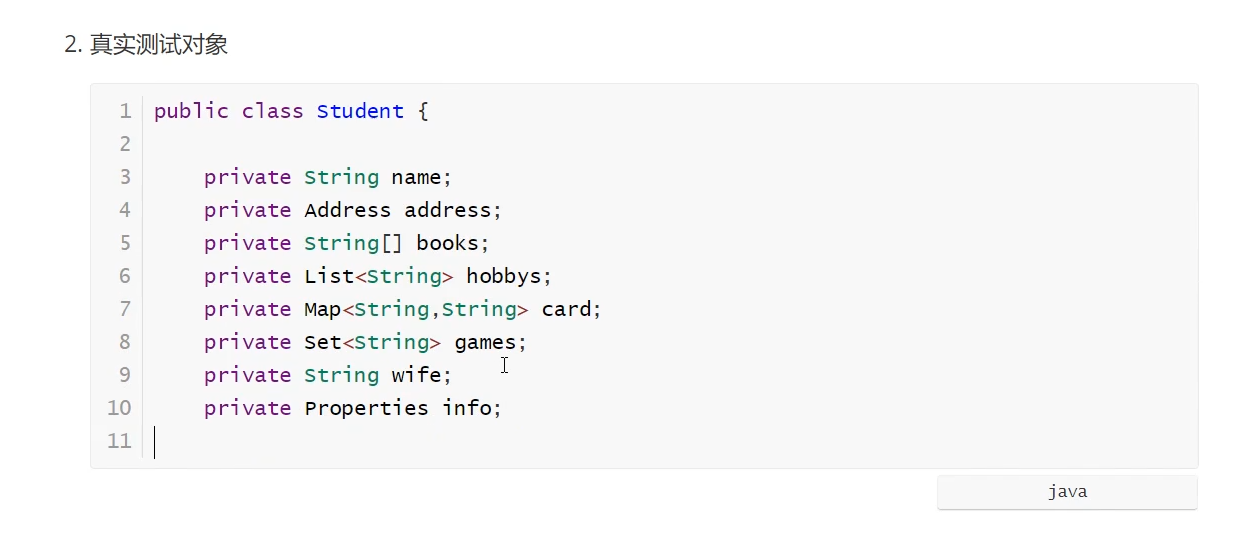 2. 真实测试对象
1 public class Student {
2
3 private String name;
4 private Address address;
5 private String[] books;
6 private List<String> hobbys;
7 private Map<String,String> card;
8 private Set<String> games;
9 private String wife;
10 private Properties info;
11
java